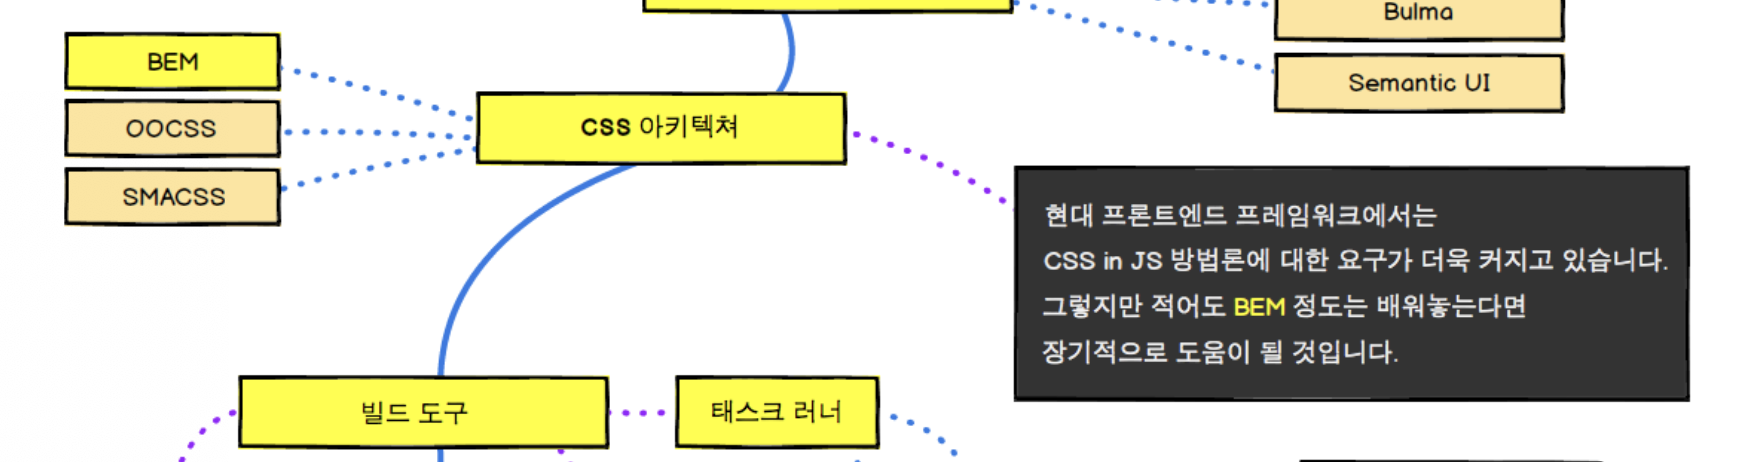 Bulma
BEM
Semantic UI
OOCSS
CSS 아키텍쳐
SMACSS
현대 프론트엔드 프레임워크에서는
CSS in JS 방법론에 대한 요구가 더욱 커지고 있습니다.
그렇지만 적어도 BEM 정도는 배워놓는다면
장기적으로 도움이 될 것입니다.
빌드 도구
태스크 러너